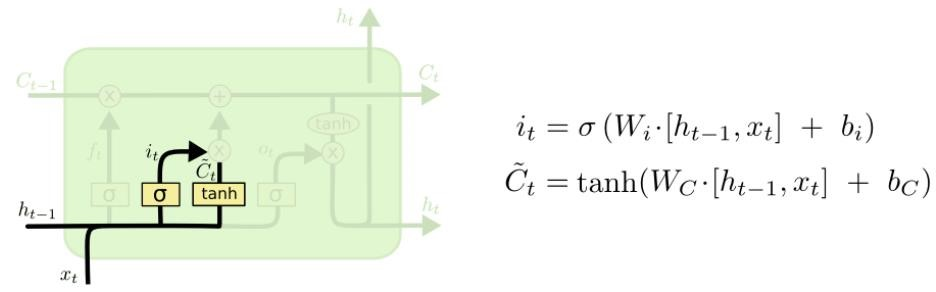 h_t
C_{t-1}
C_t
×
+
tanh
f_t
i_t
C̃_t
×
o_t
×
σ
σ
tanh
σ
h_{t-1}
h_t
x_t
i_t = σ (W_i·[h_{t-1}, x_t] + b_i)
C̃_t = tanh(W_C·[h_{t-1}, x_t] + b_C)